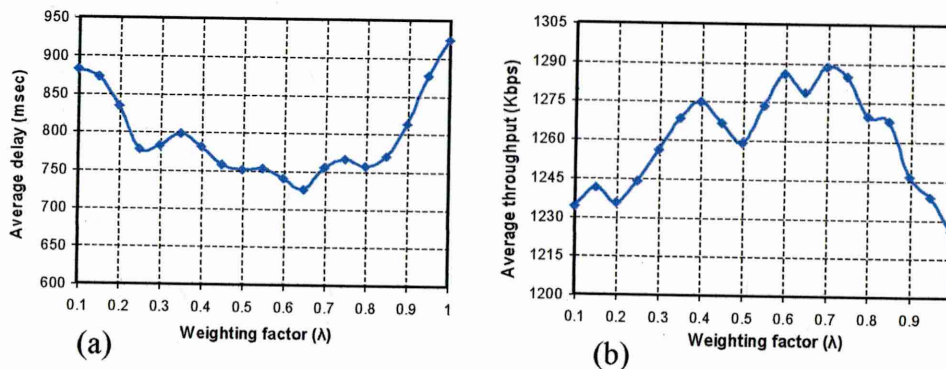 950
900
850
800
750
700
650
600
Average delay (msec)
0.1 0.2 0.3 0.4 0.5 0.6 0.7 0.8 0.9 1
Weighting factor (λ)
(a)
1305
1290
1275
1260
1245
1230
1215
1200
Average throughput (Kbps)
0.1 0.2 0.3 0.4 0.5 0.6 0.7 0.8 0.9
Weighting factor (λ)
(b)